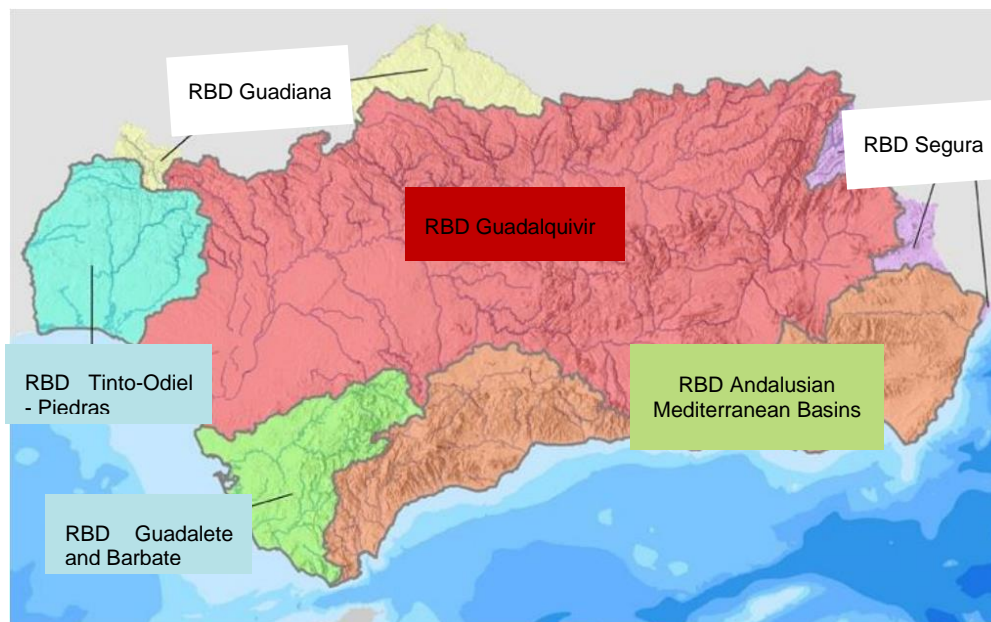 RBD Guadiana
RBD Segura
RBD Guadalquivir
RBD Tinto-Odiel
- Piedras
RBD Andalusian
Mediterranean Basins
RBD Guadalete
and Barbate